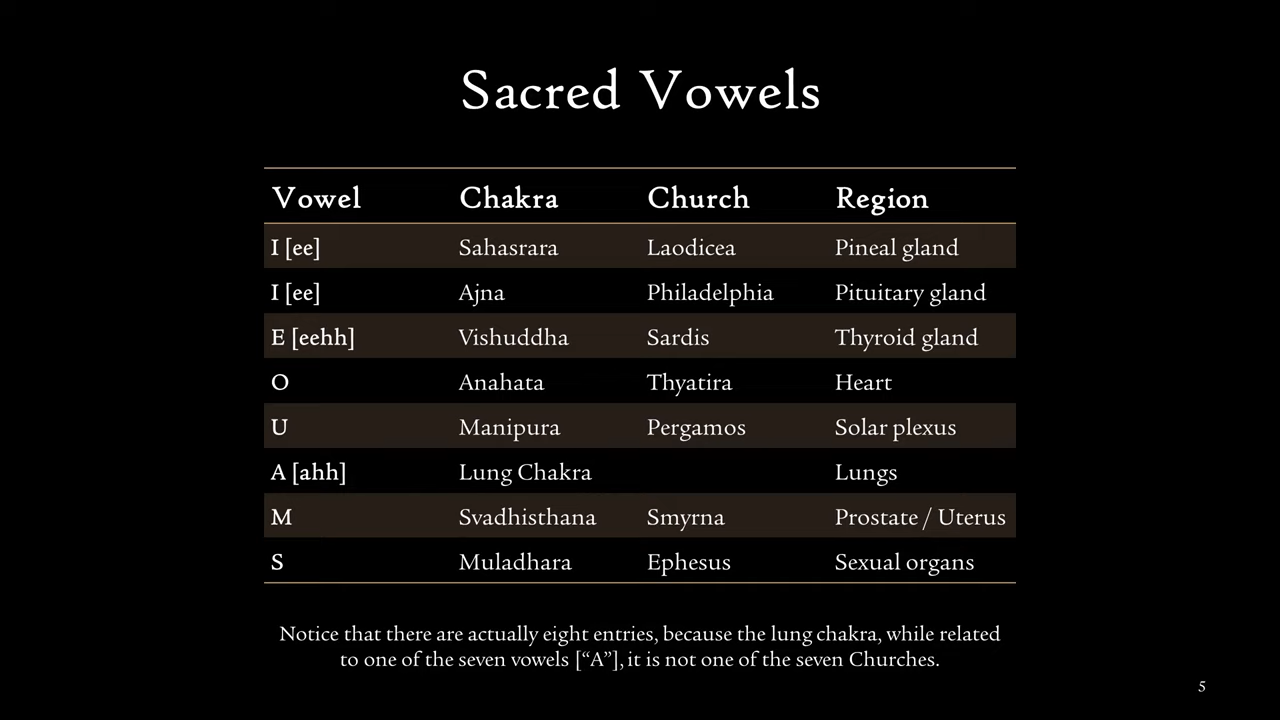 Sacred Vowels
Vowel Chakra Church Region
I [ee] Sahasrara Laodicea Pineal gland
I [ee] Ajna Philadelphia Pituitary gland
E [eehh] Vishuddha Sardis Thyroid gland
O Anahata Thyatira Heart
U Manipura Pergamos Solar plexus
A [ahh] Lung Chakra Lungs
M Svadhisthana Smyrna Prostate / Uterus
S Muladhara Ephesus Sexual organs
Notice that there are actually eight entries, because the lung chakra, while related
to one of the seven vowels [“A”], it is not one of the seven Churches.
5